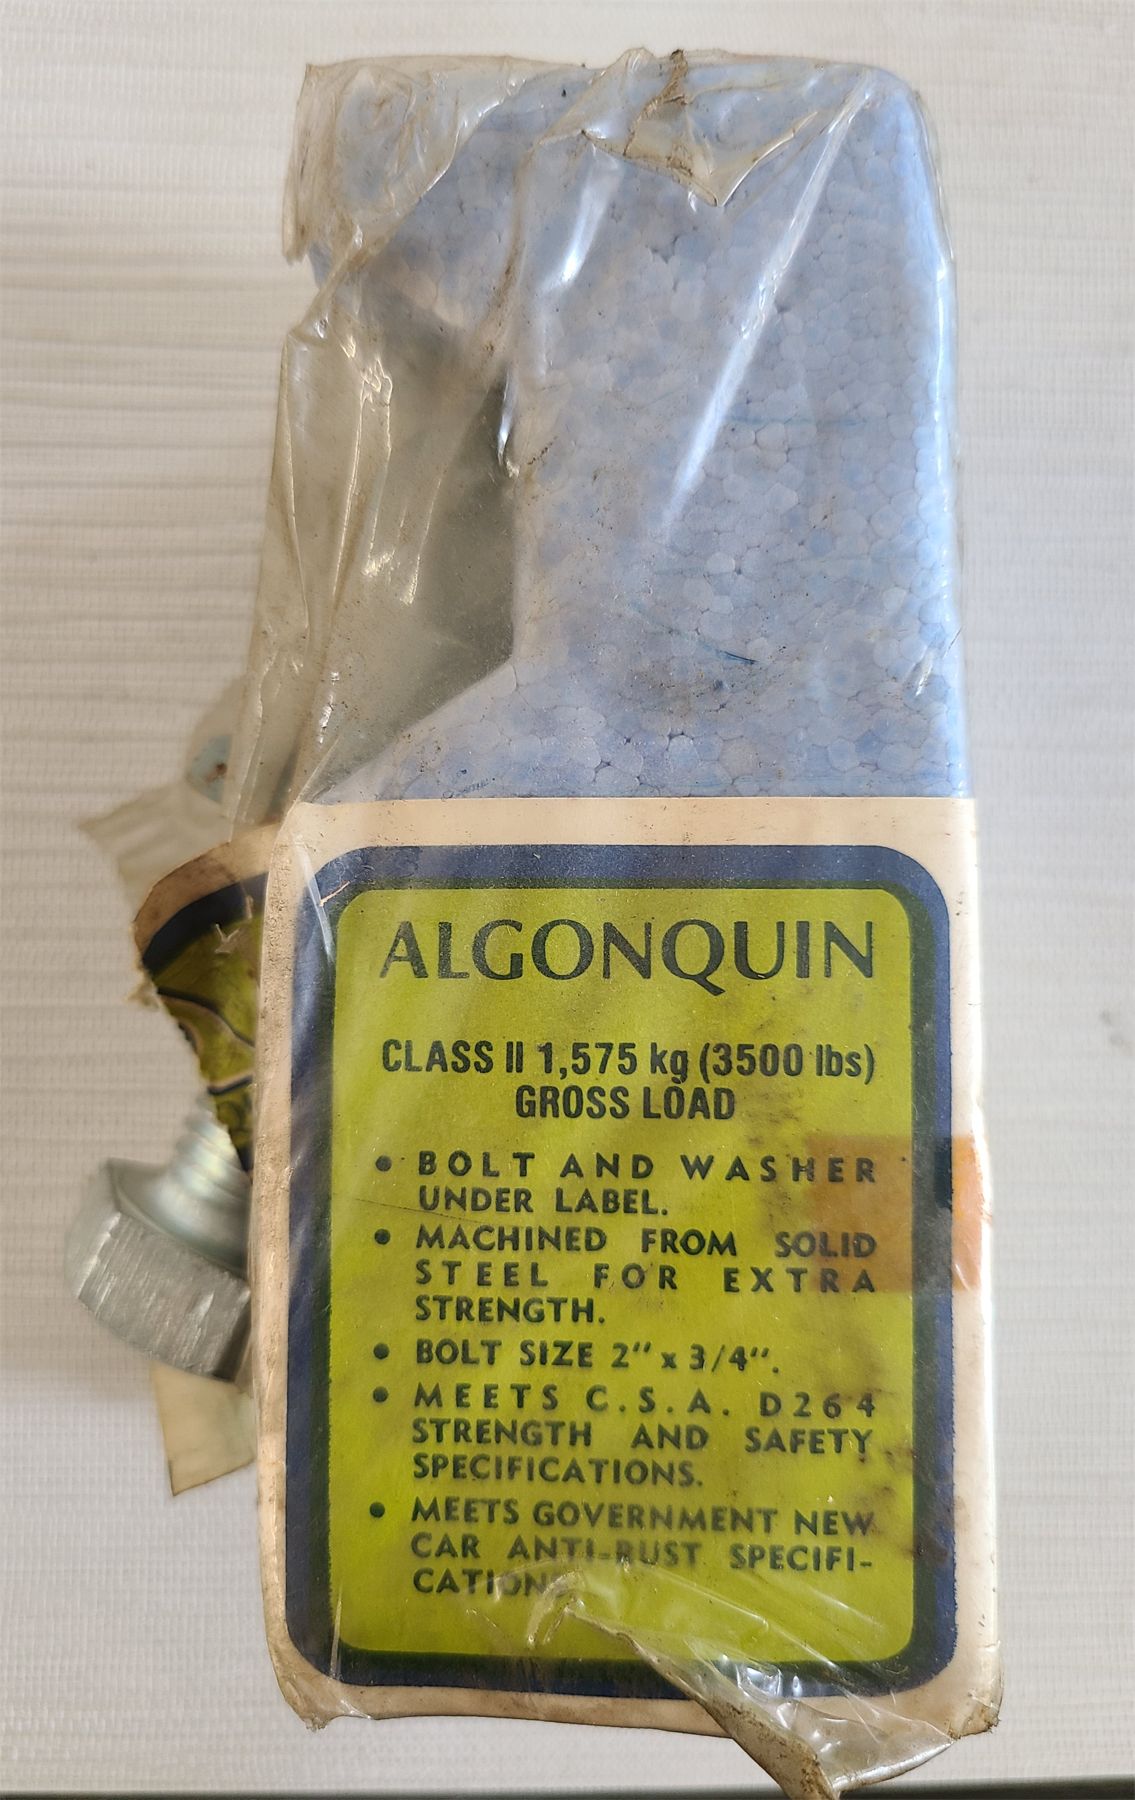 ALGONQUIN
CLASS II 1,575 kg (3500 lbs)
GROSS LOAD
• BOLT AND WASHER
UNDER LABEL.
• MACHINED FROM SOLID
STEEL FOR EXTRA
STRENGTH.
• BOLT SIZE 2" x 3/4".
• MEETS C.S.A. D264
STRENGTH AND SAFETY
SPECIFICATIONS.
• MEETS GOVERNMENT NEW
CAR ANTI-RUST SPECIFI-
CATIONS